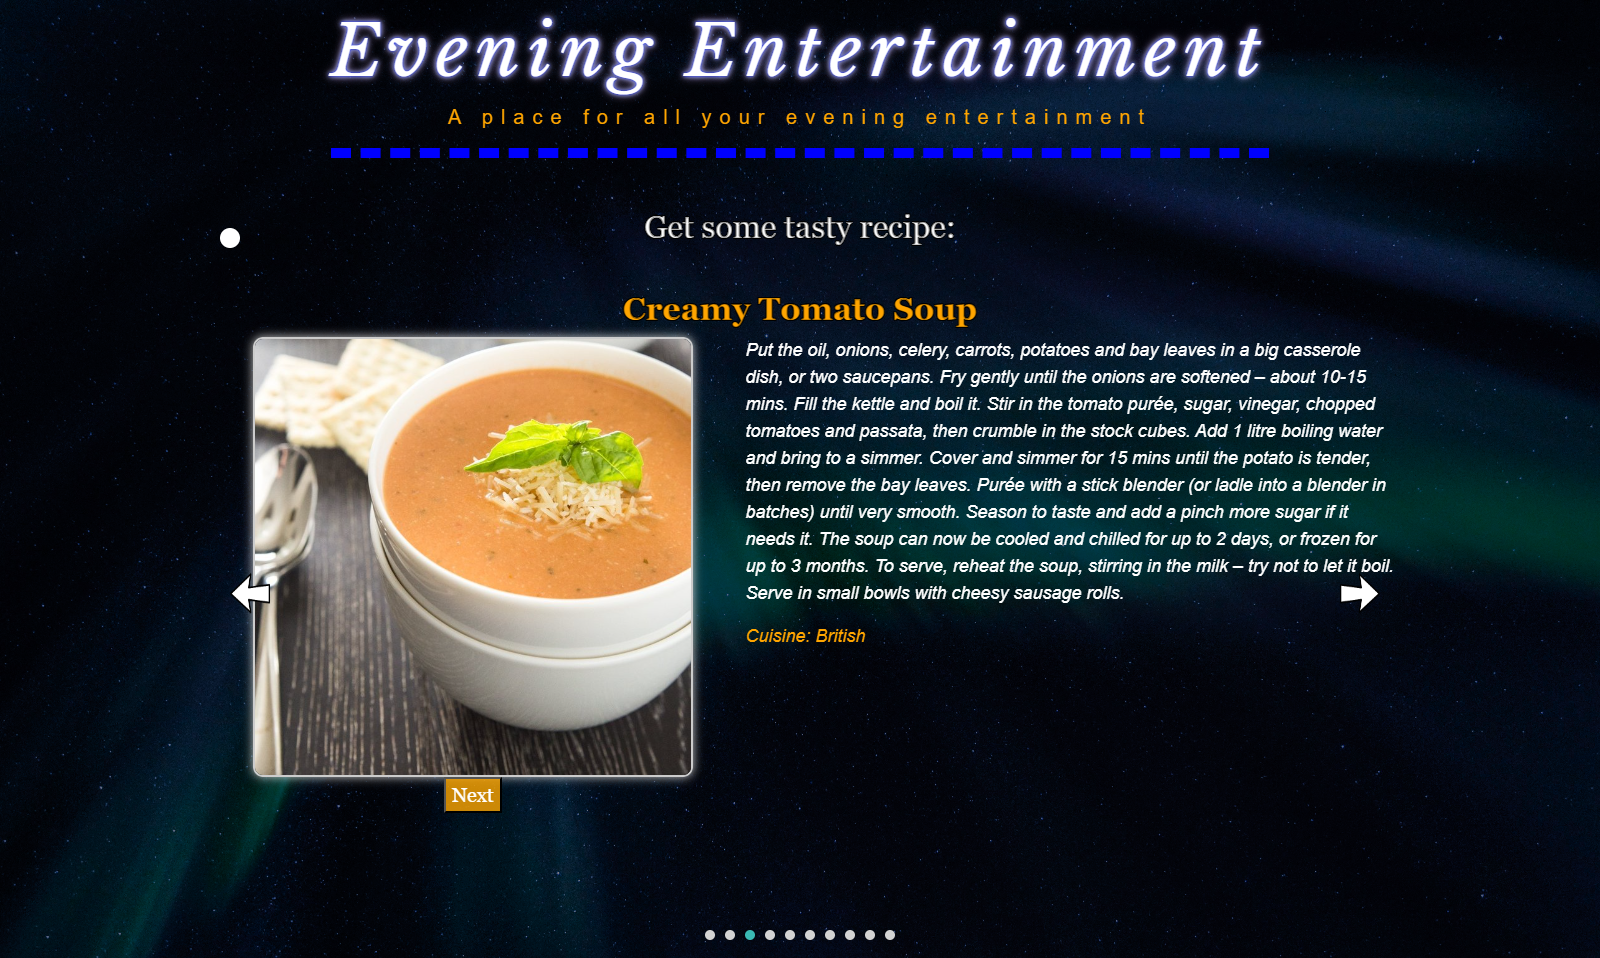 Evening Entertainment
A place for all your evening entertainment
Get some tasty recipe:
Creamy Tomato Soup
Put the oil, onions, celery, carrots, potatoes and bay leaves in a big casserole
dish, or two saucepans. Fry gently until the onions are softened – about 10-15
mins. Fill the kettle and boil it. Stir in the tomato purée, sugar, vinegar, chopped
tomatoes and passata, then crumble in the stock cubes. Add 1 litre boiling water
and bring to a simmer. Cover and simmer for 15 mins until the potato is tender,
then remove the bay leaves. Purée with a stick blender (or ladle into a blender in
batches) until very smooth. Season to taste and add a pinch more sugar if it
needs it. The soup can now be cooled and chilled for up to 2 days, or frozen for
up to 3 months. To serve, reheat the soup, stirring in the milk – try not to let it boil.
Serve in small bowls with cheesy sausage rolls.
Cuisine: British
Next